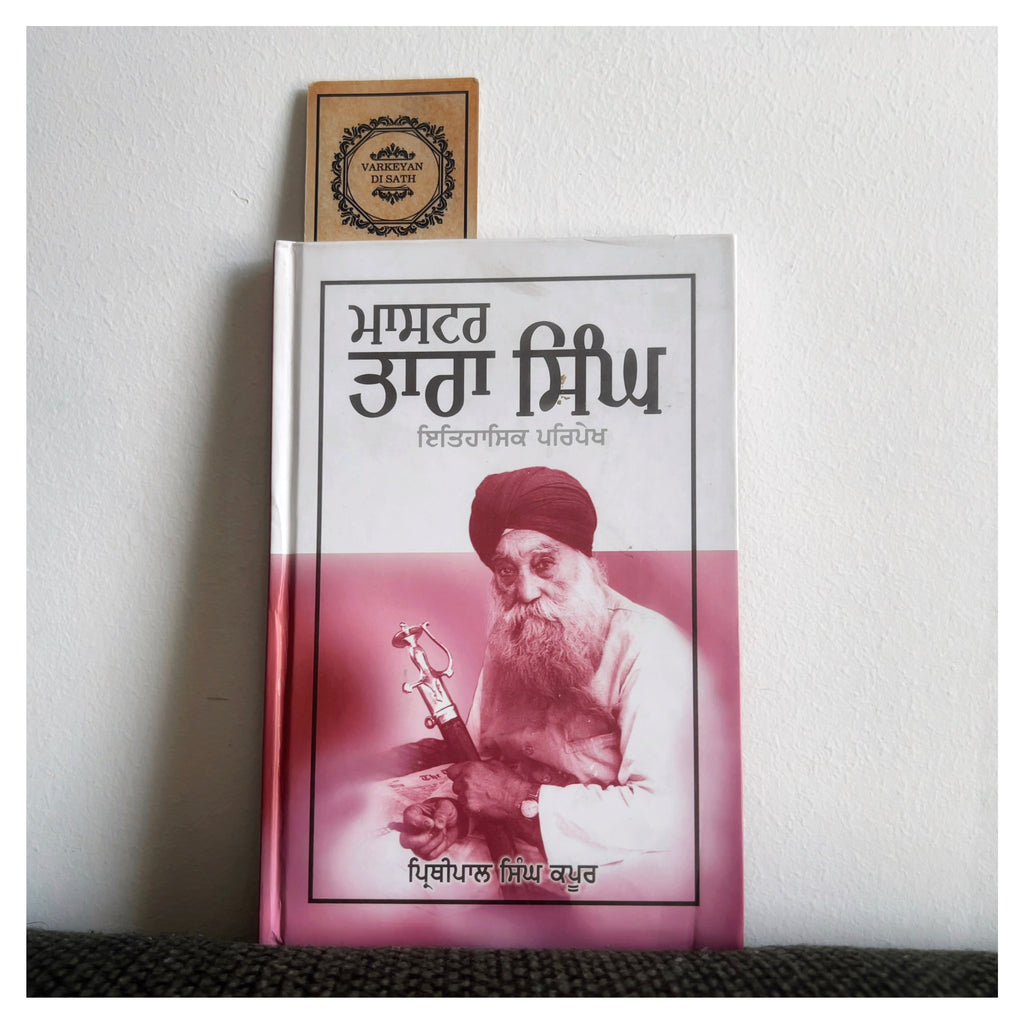 VARKEYAN
DI SATH
ਮਾਸਟਰ
ਤਾਰਾ ਸਿੰਘ
ਇਤਿਹਾਸਿਕ ਪਰਿਪੇਖ
ਪ੍ਰਿਥੀਪਾਲ ਸਿੰਘ ਕਪੂਰ